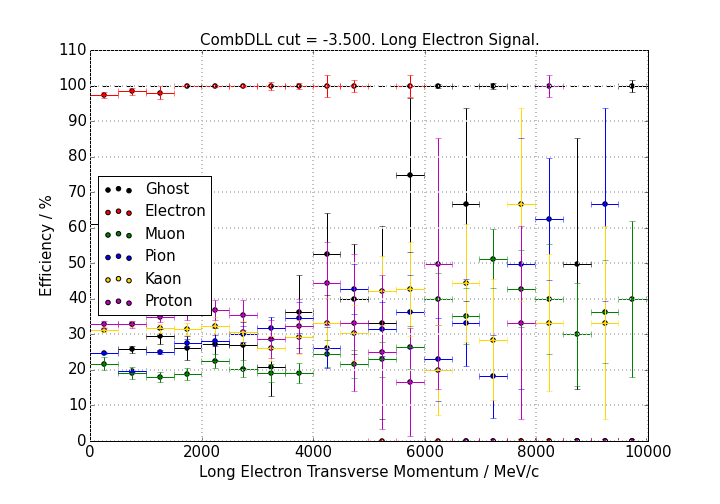 CombDLL cut = -3.500. Long Electron Signal.
110
100
90
80
70
60
50
40
30
20
10
0
Efficiency / %
Ghost
Electron
Muon
Pion
Kaon
Proton
0 2000 4000 6000 8000 10000
Long Electron Transverse Momentum / MeV/c